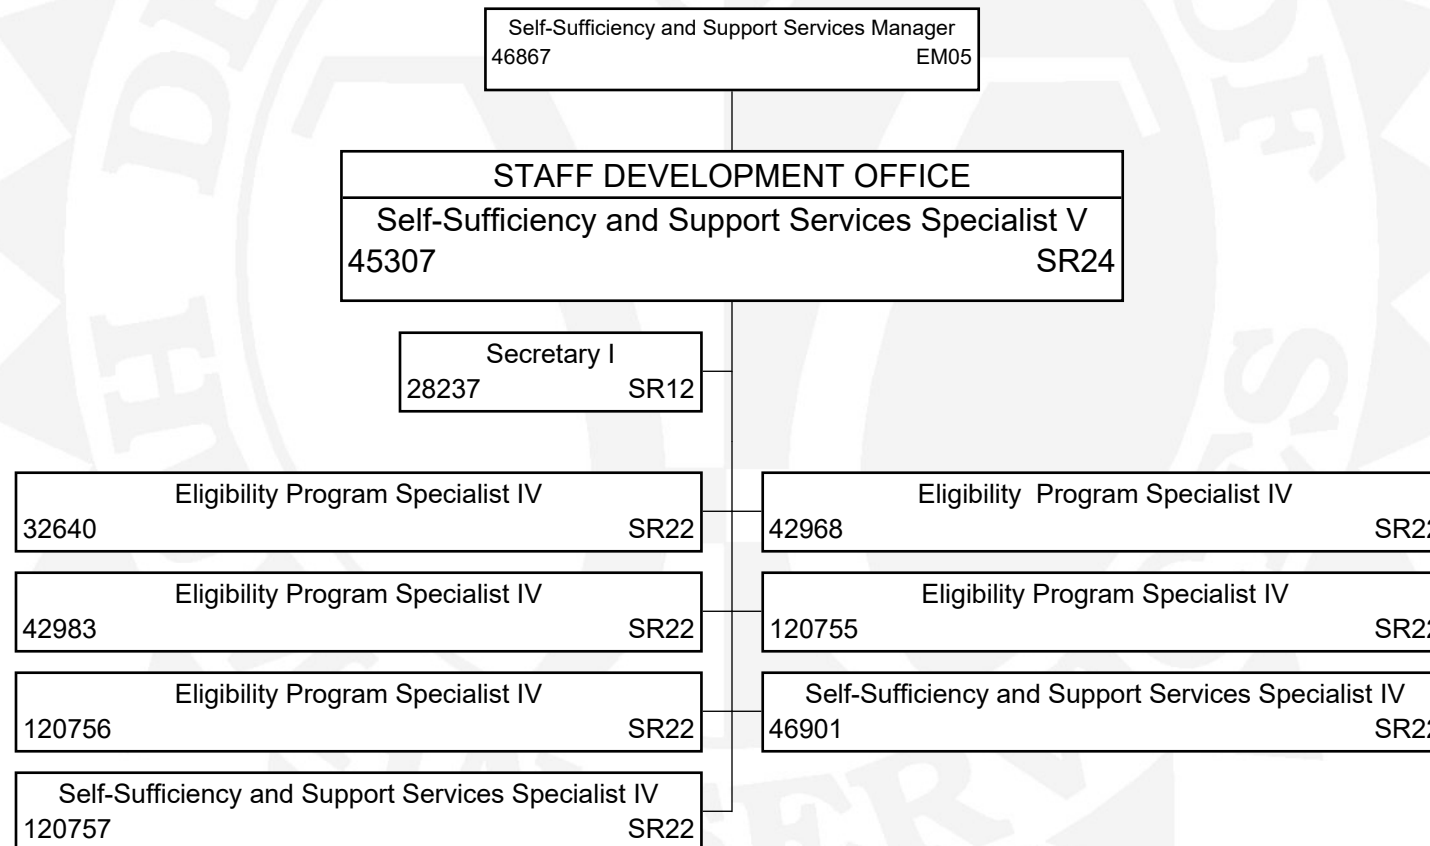 Self-Sufficiency and Support Services Manager
46867 EM05
STAFF DEVELOPMENT OFFICE
Self-Sufficiency and Support Services Specialist V
45307 SR24
Secretary I
28237 SR12
Eligibility Program Specialist IV
32640 SR22
Eligibility Program Specialist IV
42968 SR22
Eligibility Program Specialist IV
42983 SR22
Eligibility Program Specialist IV
120755 SR22
Eligibility Program Specialist IV
120756 SR22
Self-Sufficiency and Support Services Specialist IV
46901 SR22
Self-Sufficiency and Support Services Specialist IV
120757 SR22